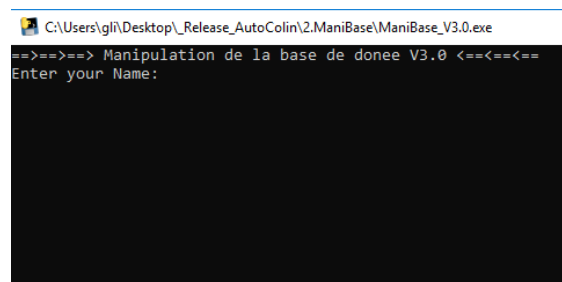 C:\Users\gli\Desktop\_Release_AutoColin\2.ManiBase\ManiBase_V3.0.exe
==>==>==> Manipulation de la base de donee V3.0 <==<==<==
Enter your Name: